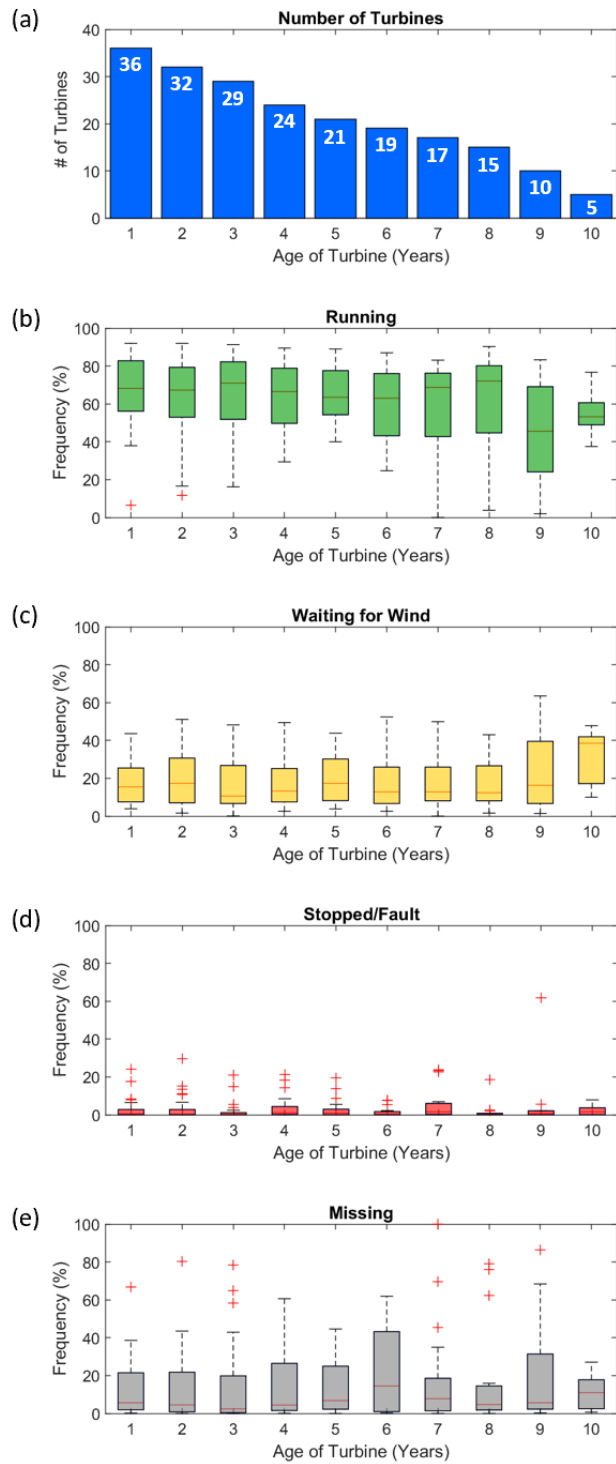 (a)
Number of Turbines
# of Turbines
40
30
20
10
0
36
32
29
24
21
19
17
15
10
5
1 2 3 4 5 6 7 8 9 10
Age of Turbine (Years)
(b)
Running
Frequency (%)
100
80
60
40
20
0
1 2 3 4 5 6 7 8 9 10
Age of Turbine (Years)
(c)
Waiting for Wind
Frequency (%)
100
80
60
40
20
0
1 2 3 4 5 6 7 8 9 10
Age of Turbine (Years)
(d)
Stopped/Fault
Frequency (%)
100
80
60
40
20
0
1 2 3 4 5 6 7 8 9 10
Age of Turbine (Years)
(e)
Missing
Frequency (%)
100
80
60
40
20
0
1 2 3 4 5 6 7 8 9 10
Age of Turbine (Years)